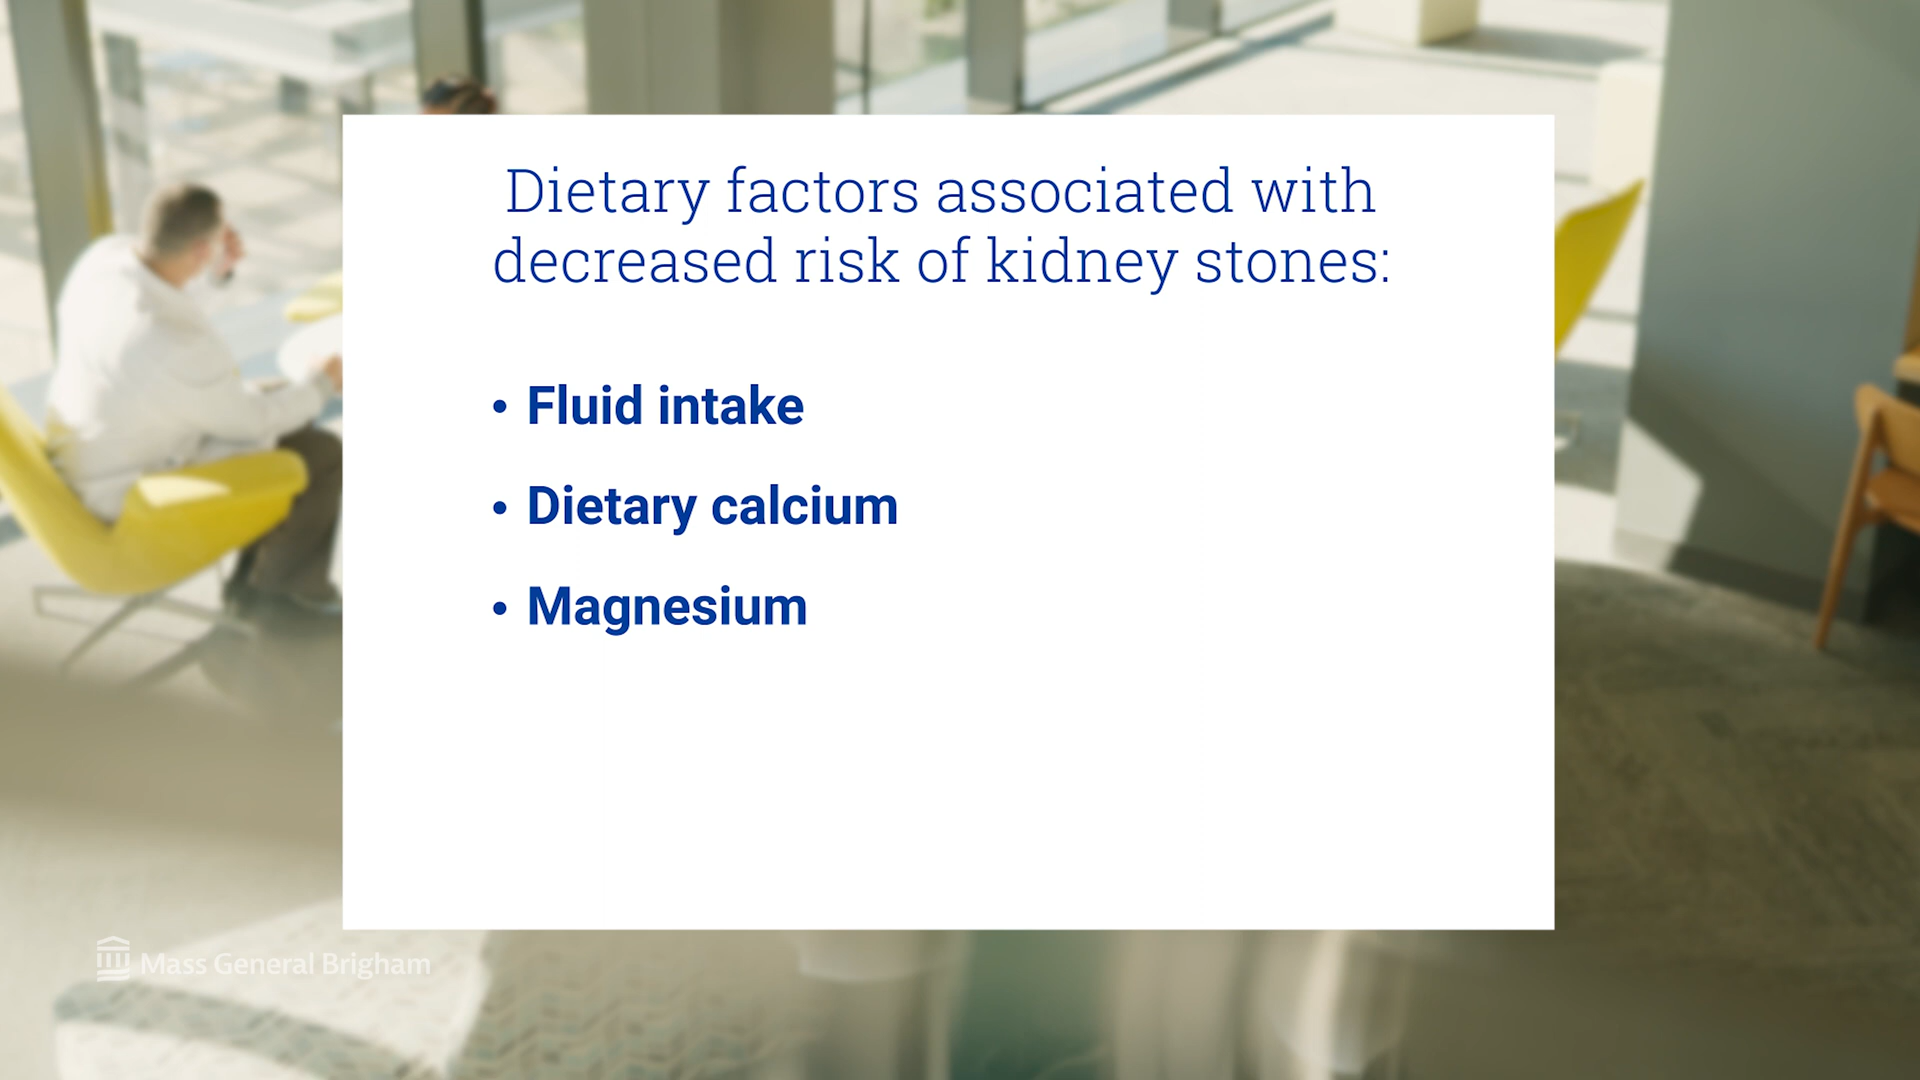 Dietary factors associated with
decreased risk of kidney stones:
• Fluid intake
• Dietary calcium
• Magnesium
Mass General Brigham